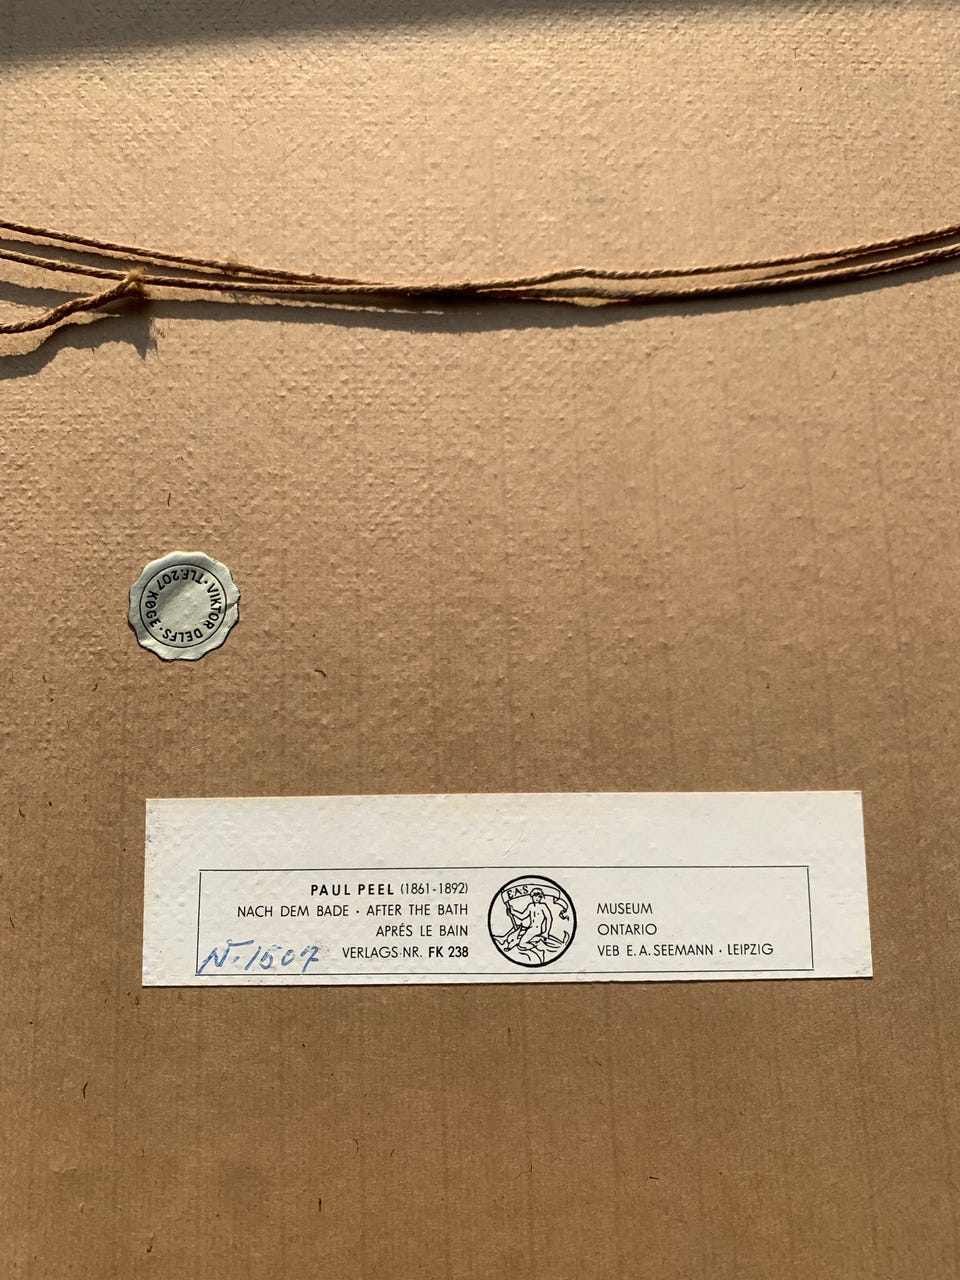 VIKTOR DELFS · KØGE · TLF. 207
PAUL PEEL (1861-1892)
NACH DEM BADE · AFTER THE BATH
APRÉS LE BAIN
VERLAGS-NR. FK 238
N. 1507
EAS
MUSEUM
ONTARIO
VEB E. A. SEEMANN · LEIPZIG